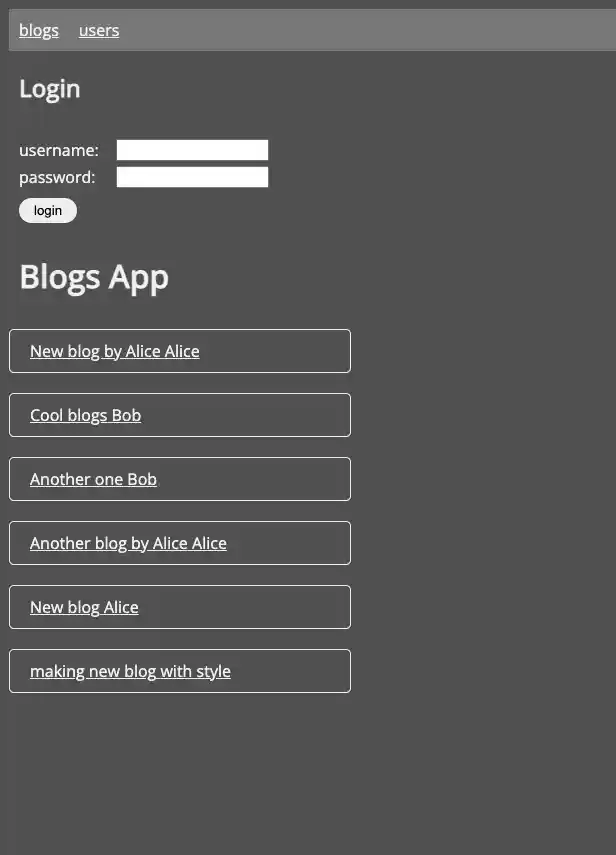 blogs users
Login
username:
password:
login
Blogs App
New blog by Alice Alice
Cool blogs Bob
Another one Bob
Another blog by Alice Alice
New blog Alice
making new blog with style